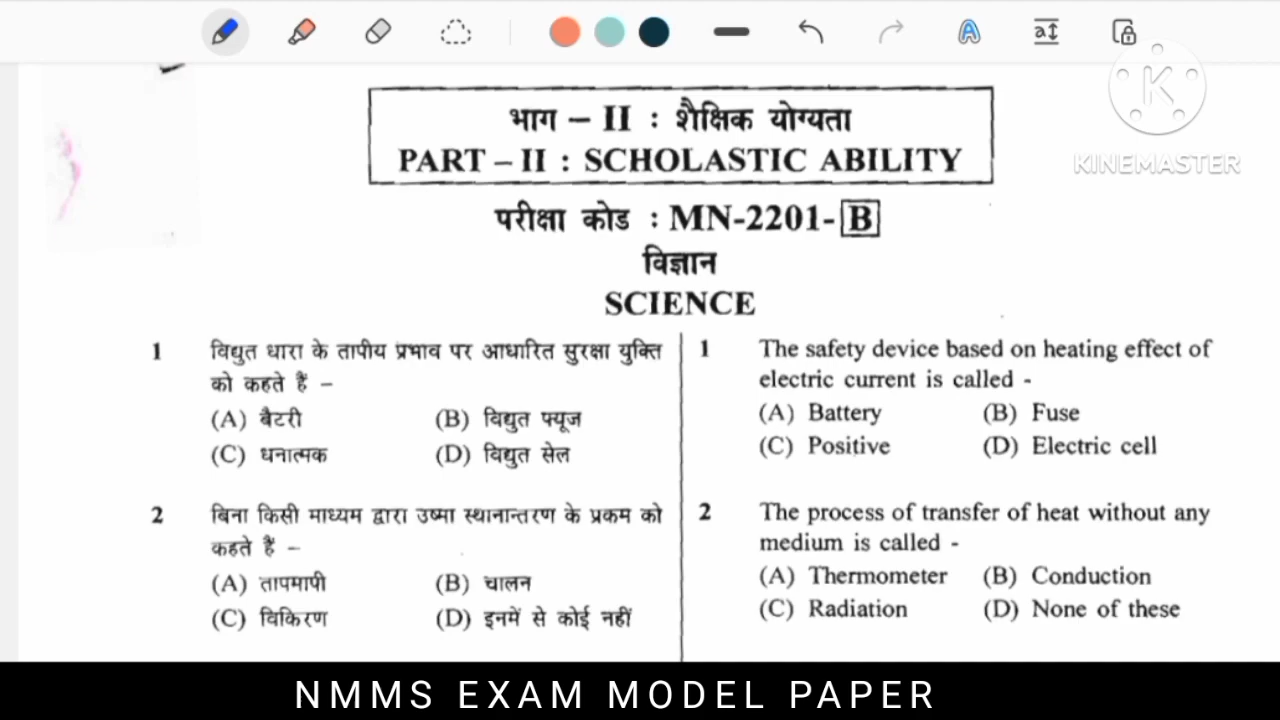 K
KINEMASTER
भाग – II : शैक्षिक योग्यता
PART – II : SCHOLASTIC ABILITY
परीक्षा कोड : MN-2201-B
विज्ञान
SCIENCE
1 विद्युत धारा के तापीय प्रभाव पर आधारित सुरक्षा युक्ति
को कहते हैं –
(A) बैटरी (B) विद्युत फ्यूज
(C) धनात्मक (D) विद्युत सेल
2 बिना किसी माध्यम द्वारा उष्मा स्थानान्तरण के प्रकम को
कहते हैं –
(A) तापमापी (B) चालन
(C) विकिरण (D) इनमें से कोई नहीं
1 The safety device based on heating effect of
electric current is called -
(A) Battery (B) Fuse
(C) Positive (D) Electric cell
2 The process of transfer of heat without any
medium is called -
(A) Thermometer (B) Conduction
(C) Radiation (D) None of these
NMMS EXAM MODEL PAPER